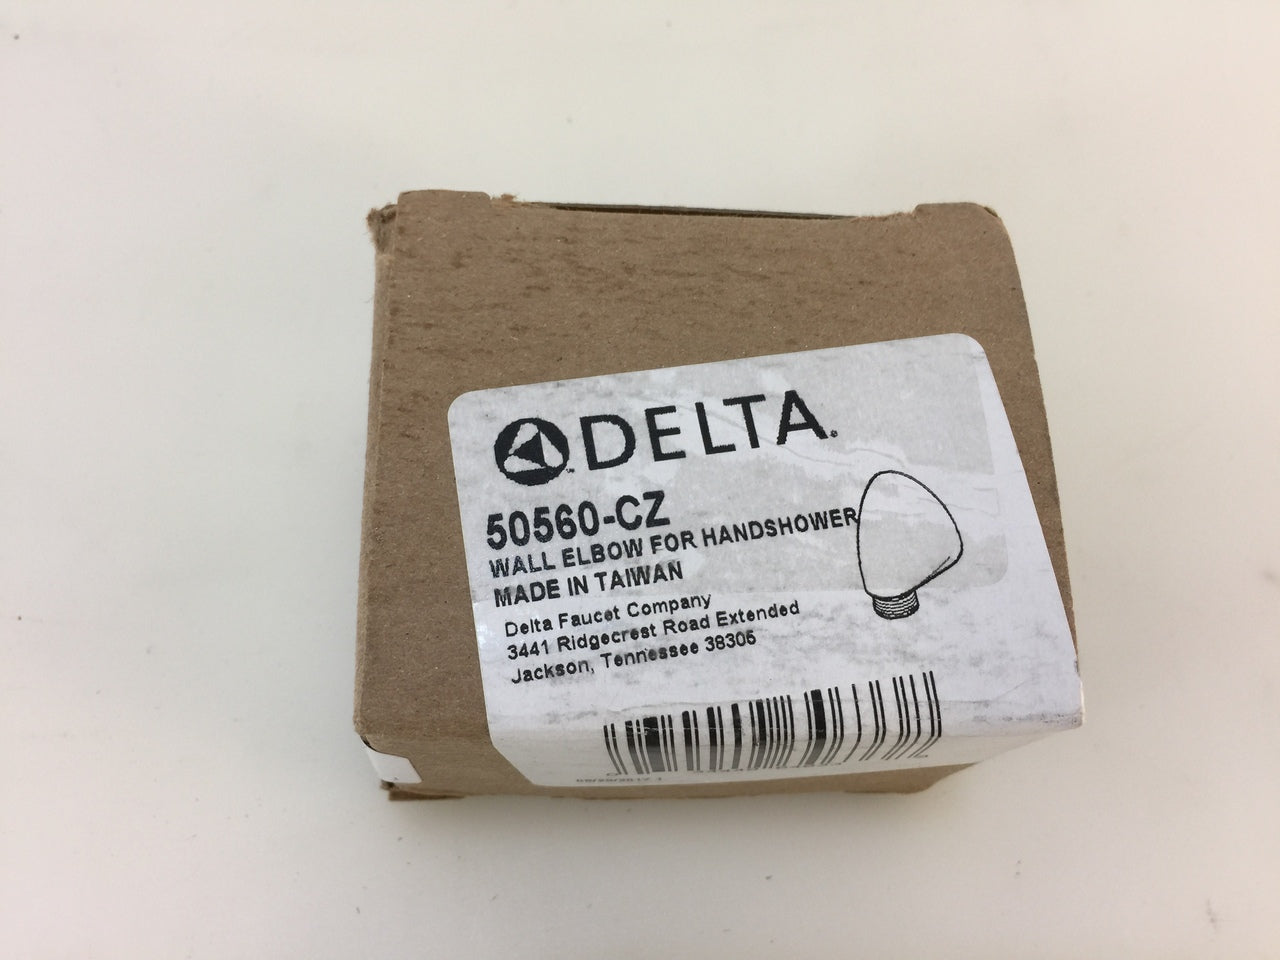 DELTA.
50560-CZ
WALL ELBOW FOR HANDSHOWER
MADE IN TAIWAN
Delta Faucet Company
3441 Ridgecrest Road Extended
Jackson, Tennessee 38305